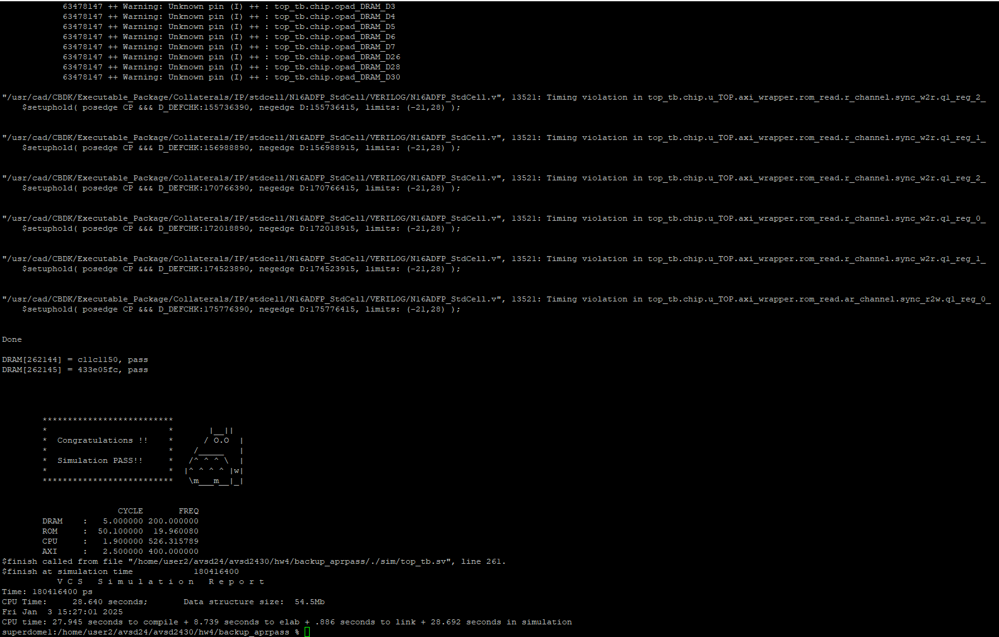 63478147 ++ Warning: Unknown pin (I) ++ : top_tb.chip.opad_DRAM_D3
63478147 ++ Warning: Unknown pin (I) ++ : top_tb.chip.opad_DRAM_D4
63478147 ++ Warning: Unknown pin (I) ++ : top_tb.chip.opad_DRAM_D5
63478147 ++ Warning: Unknown pin (I) ++ : top_tb.chip.opad_DRAM_D6
63478147 ++ Warning: Unknown pin (I) ++ : top_tb.chip.opad_DRAM_D7
63478147 ++ Warning: Unknown pin (I) ++ : top_tb.chip.opad_DRAM_D26
63478147 ++ Warning: Unknown pin (I) ++ : top_tb.chip.opad_DRAM_D28
63478147 ++ Warning: Unknown pin (I) ++ : top_tb.chip.opad_DRAM_D30
"/usr/cad/CBDK/Executable_Package/Collaterals/IP/stdcell/N16ADFP_StdCell/VERILOG/N16ADFP_StdCell.v", 13521: Timing violation in top_tb.chip.u_TOP.axi_wrapper.rom_read.r_channel.sync_w2r.q1_reg_2_
$setuphold( posedge CP &&& D_DEFCHK:155736390, negedge D:155736415, limits: (-21,28) );
"/usr/cad/CBDK/Executable_Package/Collaterals/IP/stdcell/N16ADFP_StdCell/VERILOG/N16ADFP_StdCell.v", 13521: Timing violation in top_tb.chip.u_TOP.axi_wrapper.rom_read.r_channel.sync_w2r.q1_reg_1_
$setuphold( posedge CP &&& D_DEFCHK:156988890, negedge D:156988915, limits: (-21,28) );
"/usr/cad/CBDK/Executable_Package/Collaterals/IP/stdcell/N16ADFP_StdCell/VERILOG/N16ADFP_StdCell.v", 13521: Timing violation in top_tb.chip.u_TOP.axi_wrapper.rom_read.r_channel.sync_w2r.q1_reg_2_
$setuphold( posedge CP &&& D_DEFCHK:170766390, negedge D:170766415, limits: (-21,28) );
"/usr/cad/CBDK/Executable_Package/Collaterals/IP/stdcell/N16ADFP_StdCell/VERILOG/N16ADFP_StdCell.v", 13521: Timing violation in top_tb.chip.u_TOP.axi_wrapper.rom_read.r_channel.sync_w2r.q1_reg_0_
$setuphold( posedge CP &&& D_DEFCHK:172018890, negedge D:172018915, limits: (-21,28) );
"/usr/cad/CBDK/Executable_Package/Collaterals/IP/stdcell/N16ADFP_StdCell/VERILOG/N16ADFP_StdCell.v", 13521: Timing violation in top_tb.chip.u_TOP.axi_wrapper.rom_read.r_channel.sync_w2r.q1_reg_1_
$setuphold( posedge CP &&& D_DEFCHK:174523890, negedge D:174523915, limits: (-21,28) );
"/usr/cad/CBDK/Executable_Package/Collaterals/IP/stdcell/N16ADFP_StdCell/VERILOG/N16ADFP_StdCell.v", 13521: Timing violation in top_tb.chip.u_TOP.axi_wrapper.rom_read.ar_channel.sync_r2w.q1_reg_0_
$setuphold( posedge CP &&& D_DEFCHK:175776390, negedge D:175776415, limits: (-21,28) );
Done
DRAM[262144] = c11c1150, pass
DRAM[262145] = 433e05fc, pass
**************************
*                        *       |__||
*  Congratulations !!    *      / O.O  |
*                        *    /_____   |
*  Simulation PASS!!     *   /^ ^ ^ \  |
*                        *  |^ ^ ^ ^ |w|
**************************   \m___m__|_|
CYCLE FREQ
DRAM : 5.000000 200.000000
ROM : 50.100000 19.960080
CPU : 1.900000 526.315789
AXI : 2.500000 400.000000
$finish called from file "/home/user2/avsd24/avsd2430/hw4/backup_aprpass/./sim/top_tb.sv", line 261.
$finish at simulation time 180416400
V C S   S i m u l a t i o n   R e p o r t
Time: 180416400 ps
CPU Time: 28.640 seconds; Data structure size: 54.5Mb
Fri Jan 3 15:27:01 2025
CPU time: 27.945 seconds to compile + 8.739 seconds to elab + .886 seconds to link + 28.692 seconds in simulation
superdome1:/home/user2/avsd24/avsd2430/hw4/backup_aprpass %